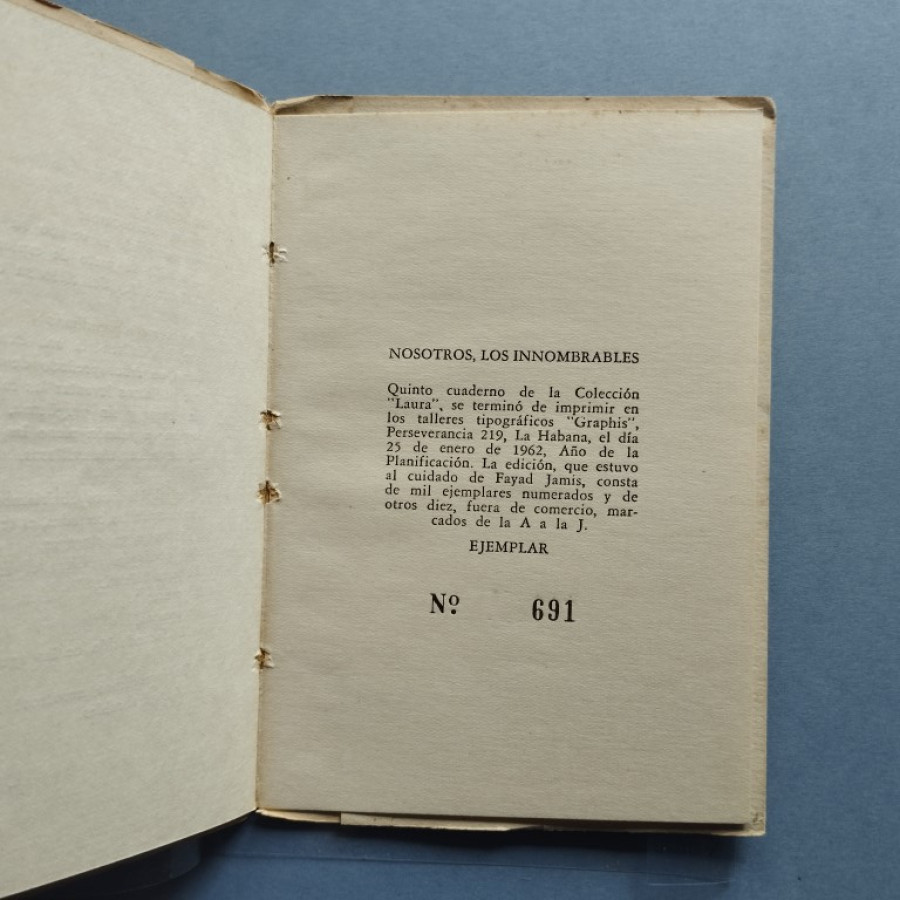 NOSOTROS, LOS INNOMBRABLES
Quinto cuaderno de la Colección
"Laura", se terminó de imprimir en
los talleres tipográficos "Graphis",
Perseverancia 219, La Habana, el día
25 de enero de 1962, Año de la
Planificación. La edición, que estuvo
al cuidado de Fayad Jamis, consta
de mil ejemplares numerados y de
otros diez, fuera de comercio, mar-
cados de la A a la J.
EJEMPLAR
Nº 691